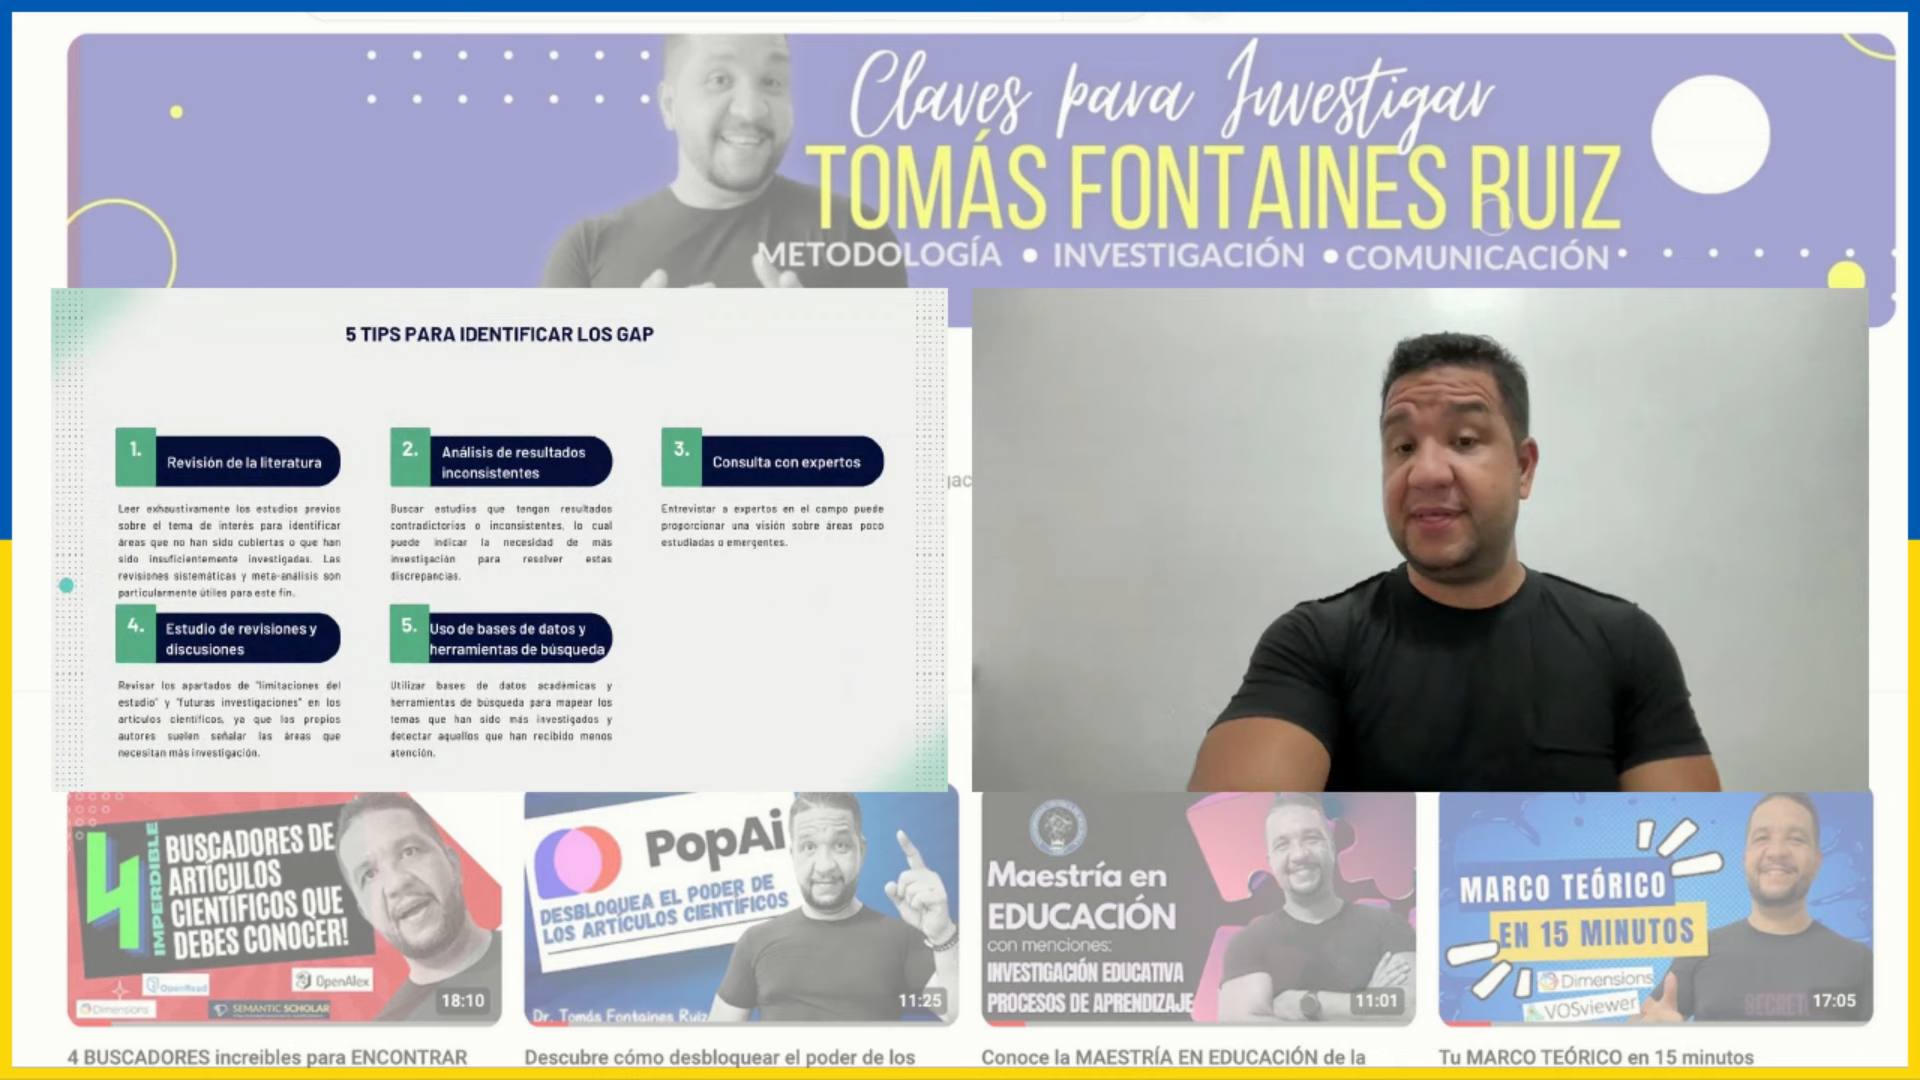 Claves para Investigar
TOMÁS FONTAINES RUIZ
METODOLOGÍA • INVESTIGACIÓN • COMUNICACIÓN
5 TIPS PARA IDENTIFICAR LOS GAP
1.
Revisión de la literatura
Leer exhaustivamente los estudios previos
sobre el tema de interés para identificar
áreas que no han sido cubiertas o que han
sido insuficientemente investigadas. Las
revisiones sistemáticas y meta-análisis son
particularmente útiles para este fin.
2.
Análisis de resultados
inconsistentes
Buscar estudios que tengan resultados
contradictorios o inconsistentes, lo cual
puede indicar la necesidad de más
investigación para resolver estas
discrepancias.
3.
Consulta con expertos
Entrevistar a expertos en el campo puede
proporcionar una visión sobre áreas poco
estudiadas o emergentes.
4.
Estudio de revisiones y
discusiones
Revisar los apartados de "limitaciones del
estudio" y "futuras investigaciones" en los
artículos científicos, ya que los propios
autores suelen señalar las áreas que
necesitan más investigación.
5.
Uso de bases de datos y
herramientas de búsqueda
Utilizar bases de datos académicas y
herramientas de búsqueda para mapear los
temas que han sido más investigados y
detectar aquellos que han recibido menos
atención.
4
IMPERDIBLE
BUSCADORES DE
ARTÍCULOS
CIENTÍFICOS QUE
DEBES CONOCER!
OpenRead
OpenAlex
Dimensions
SEMANTIC SCHOLAR
18:10
4 BUSCADORES increibles para ENCONTRAR
PopAi
DESBLOQUEA EL PODER DE
LOS ARTÍCULOS CIENTÍFICOS
Dr. Tomás Fontaines Ruiz
11:25
Descubre cómo desbloquear el poder de los
Maestría en
EDUCACIÓN
con menciones:
INVESTIGACIÓN EDUCATIVA
PROCESOS DE APRENDIZAJE
11:01
Conoce la MAESTRÍA EN EDUCACIÓN de la
MARCO TEÓRICO
EN 15 MINUTOS
Dimensions
VOSviewer
17:05
Tu MARCO TEÓRICO en 15 minutos